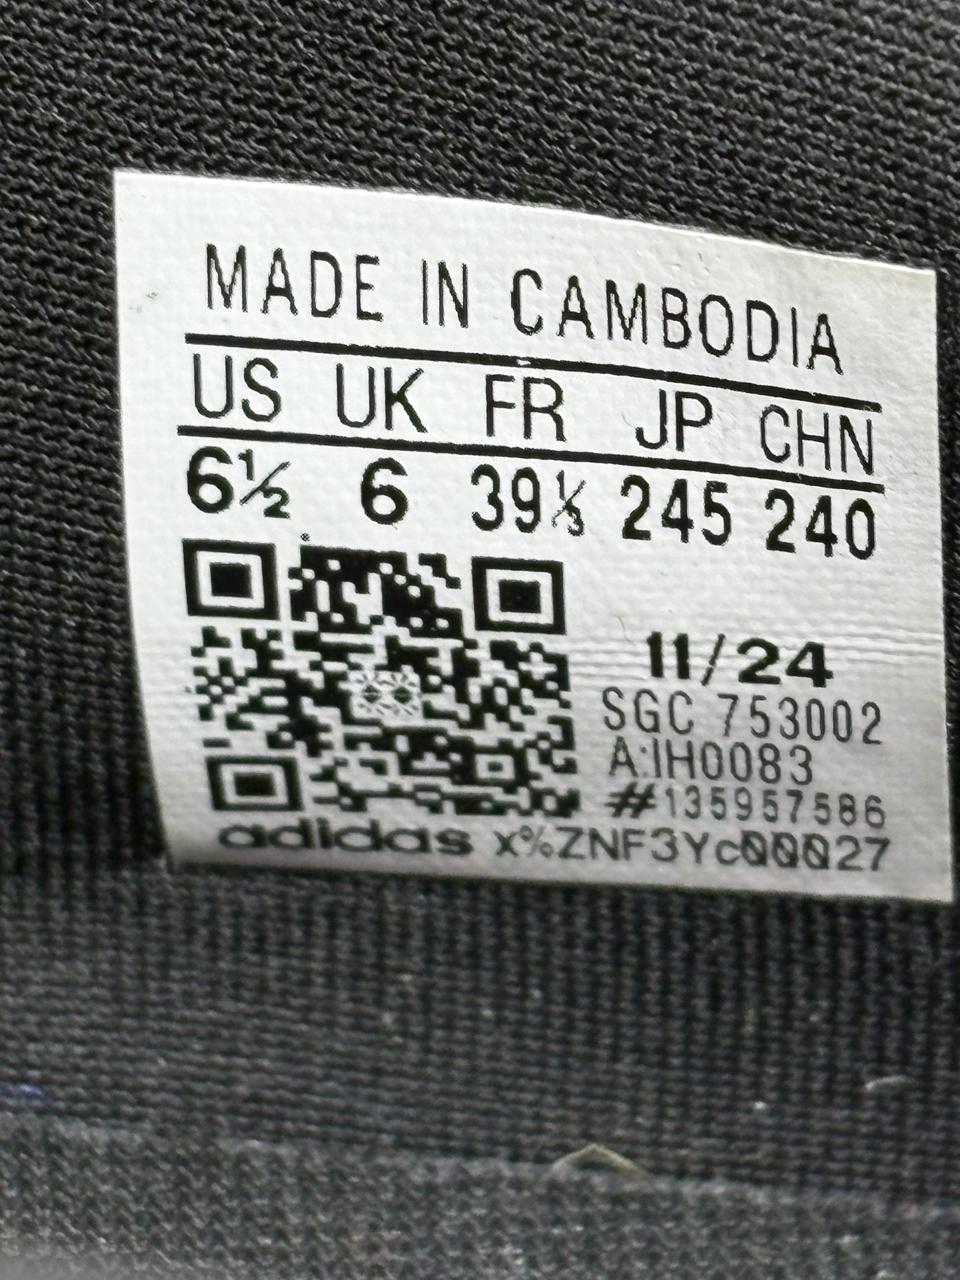 MADE IN CAMBODIA
US UK FR JP CHN
6½ 6 39⅓ 245 240
11/24
SGC 753002
A:IH0083
#135957586
adidas x%ZNF3Yc00027